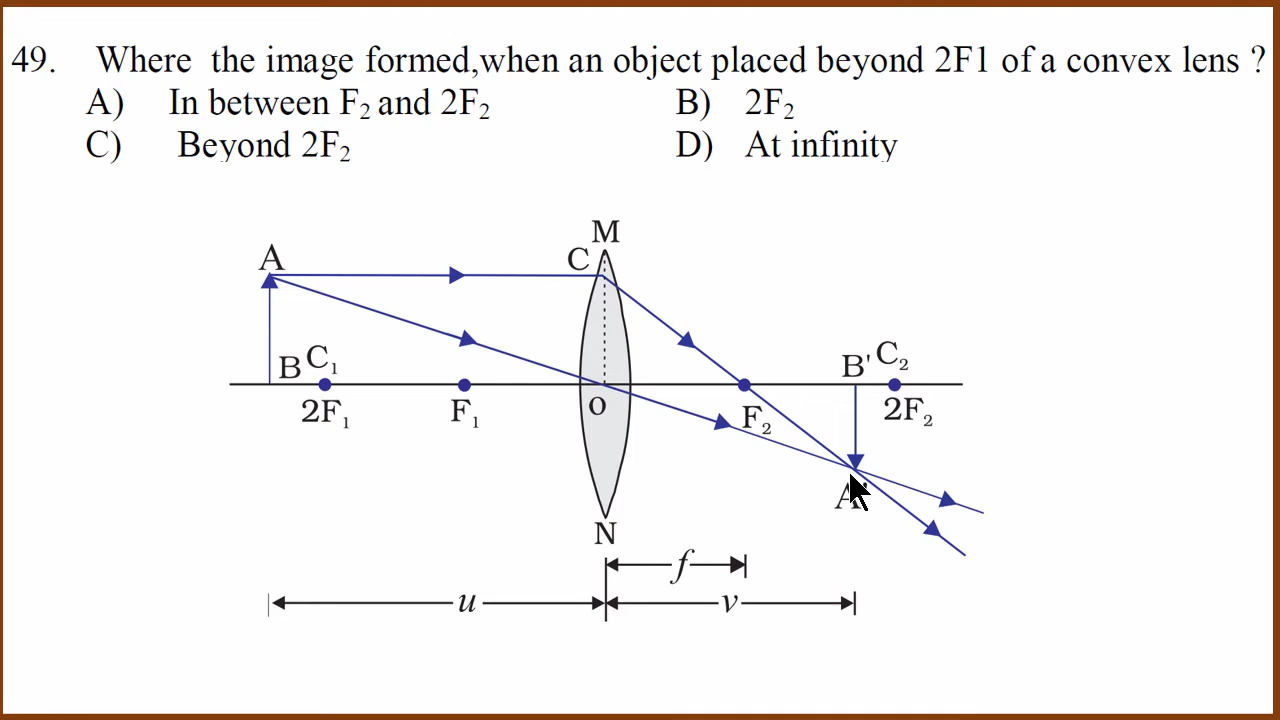 49. Where the image formed,when an object placed beyond 2F1 of a convex lens ?
A) In between F₂ and 2F₂ B) 2F₂
C) Beyond 2F₂ D) At infinity
M
A C
B C₁ B' C₂
2F₁ F₁ O F₂ 2F₂
A'
N
f
u v